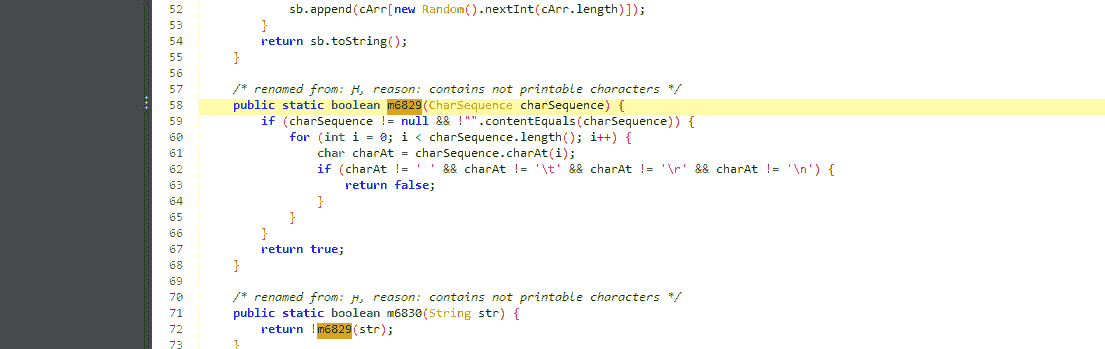 52 sb.append(cArr[new Random().nextInt(cArr.length)]);
53 }
54 return sb.toString();
55 }
56
57 /* renamed from: Ϻ, reason: contains not printable characters */
58 public static boolean m6829(CharSequence charSequence) {
59 if (charSequence != null && !"".contentEquals(charSequence)) {
60 for (int i = 0; i < charSequence.length(); i++) {
61 char charAt = charSequence.charAt(i);
62 if (charAt != ' ' && charAt != '\t' && charAt != '\r' && charAt != '\n') {
63 return false;
64 }
65 }
66 }
67 return true;
68 }
69
70 /* renamed from: ϻ, reason: contains not printable characters */
71 public static boolean m6830(String str) {
72 return !m6829(str);
73 }